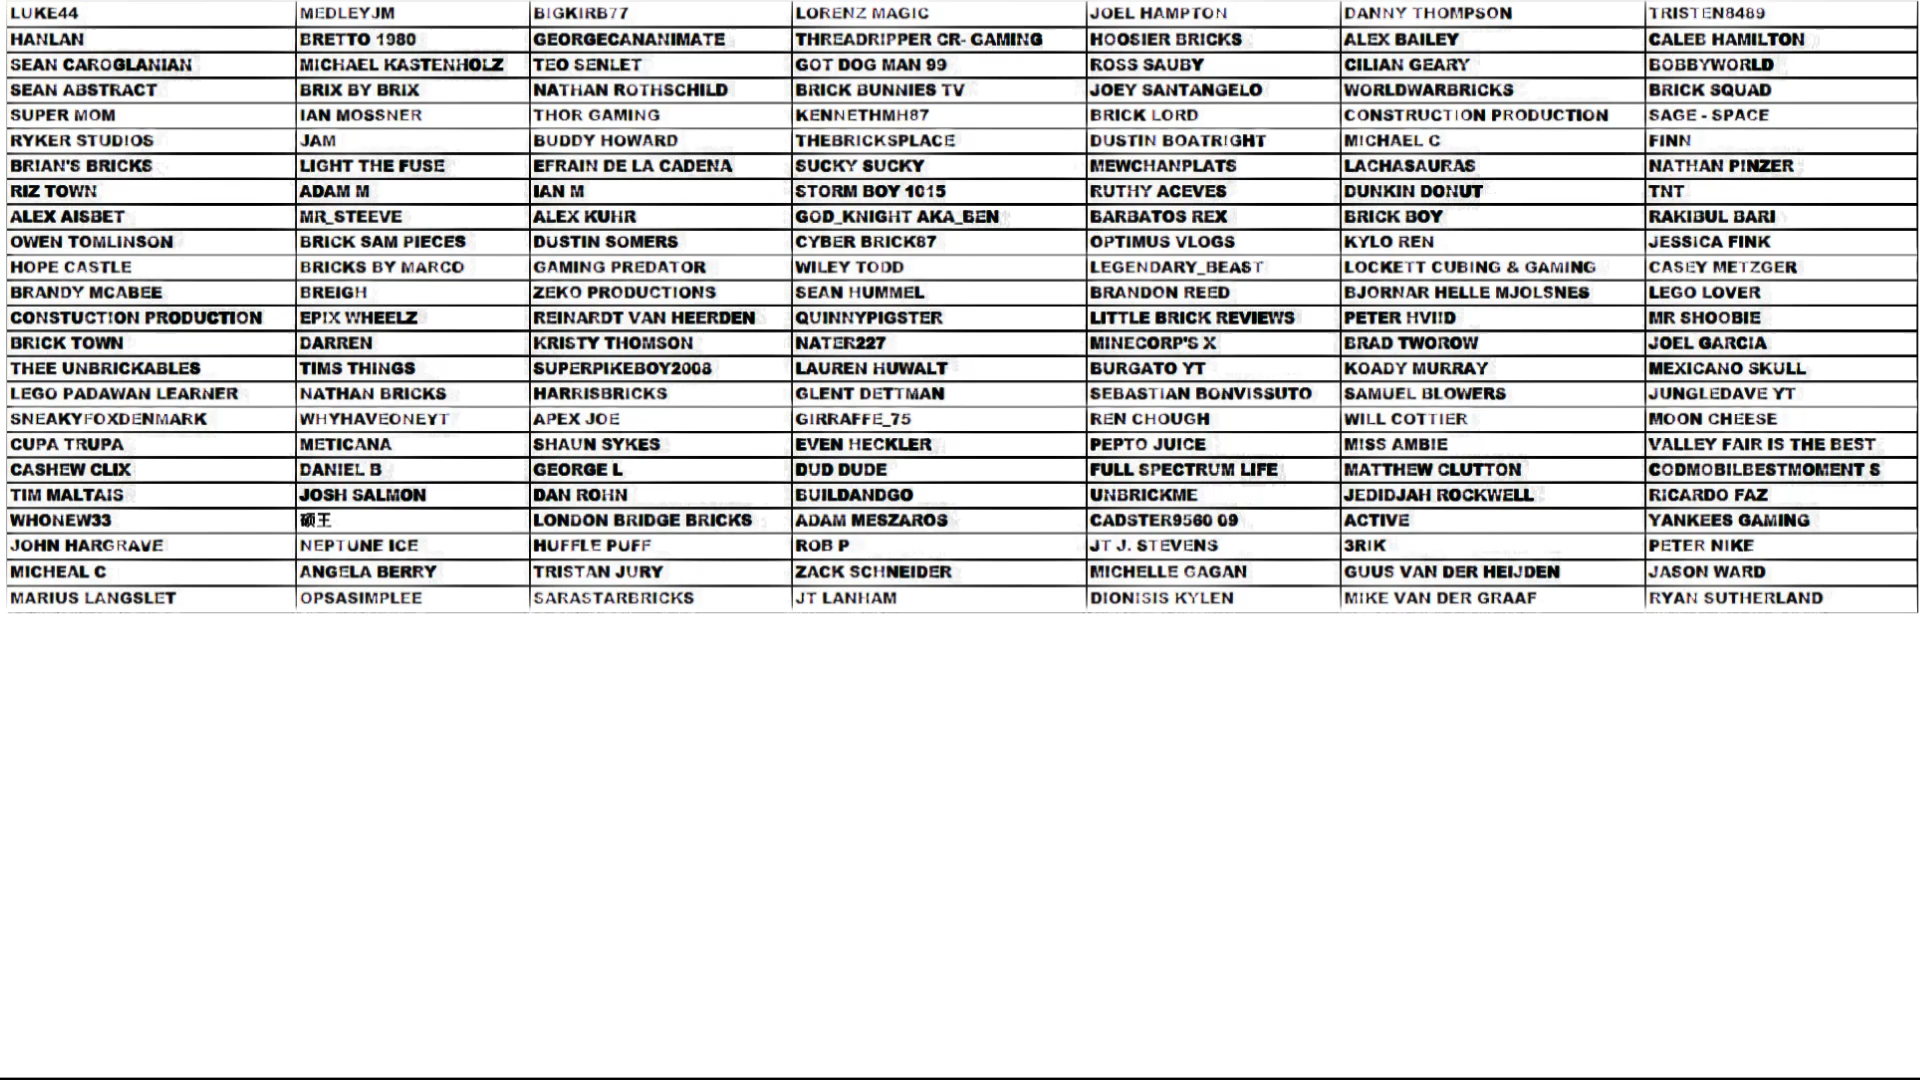 LUKE44 MEDLEYJM BIGKIRB77 LORENZ MAGIC JOEL HAMPTON DANNY THOMPSON TRISTEN8489
HANLAN BRETTO 1980 GEORGECANANIMATE THREADRIPPER CR- GAMING HOOSIER BRICKS ALEX BAILEY CALEB HAMILTON
SEAN CAROGLANIAN MICHAEL KASTENHOLZ TEO SENLET GOT DOG MAN 99 ROSS SAUBY CILIAN GEARY BOBBYWORLD
SEAN ABSTRACT BRIX BY BRIX NATHAN ROTHSCHILD BRICK BUNNIES TV JOEY SANTANGELO WORLDWARBRICKS BRICK SQUAD
SUPER MOM IAN MOSSNER THOR GAMING KENNETHMH87 BRICK LORD CONSTRUCTION PRODUCTION SAGE - SPACE
RYKER STUDIOS JAM BUDDY HOWARD THEBRICKSPLACE DUSTIN BOATRIGHT MICHAEL C FINN
BRIAN'S BRICKS LIGHT THE FUSE EFRAIN DE LA CADENA SUCKY SUCKY MEWCHANPLATS LACHASAURAS NATHAN PINZER
RIZ TOWN ADAM M IAN M STORM BOY 1015 RUTHY ACEVES DUNKIN DONUT TNT
ALEX AISBET MR_STEEVE ALEX KUHR GOD_KNIGHT AKA_BEN BARBATOS REX BRICK BOY RAKIBUL BARI
OWEN TOMLINSON BRICK SAM PIECES DUSTIN SOMERS CYBER BRICK87 OPTIMUS VLOGS KYLO REN JESSICA FINK
HOPE CASTLE BRICKS BY MARCO GAMING PREDATOR WILEY TODD LEGENDARY_BEAST LOCKETT CUBING & GAMING CASEY METZGER
BRANDY MCABEE BREIGH ZEKO PRODUCTIONS SEAN HUMMEL BRANDON REED BJORNAR HELLE MJOLSNES LEGO LOVER
CONSTUCTION PRODUCTION EPIX WHEELZ REINARDT VAN HEERDEN QUINNYPIGSTER LITTLE BRICK REVIEWS PETER HVIID MR SHOOBIE
BRICK TOWN DARREN KRISTY THOMSON NATER227 MINECORP'S X BRAD TWOROW JOEL GARCIA
THEE UNBRICKABLES TIMS THINGS SUPERPIKEBOY2008 LAUREN HUWALT BURGATO YT KOADY MURRAY MEXICANO SKULL
LEGO PADAWAN LEARNER NATHAN BRICKS HARRISBRICKS GLENT DETTMAN SEBASTIAN BONVISSUTO SAMUEL BLOWERS JUNGLEDAVE YT
SNEAKYFOXDENMARK WHYHAVEONEYT APEX JOE GIRRAFFE_75 REN CHOUGH WILL COTTIER MOON CHEESE
CUPA TRUPA METICANA SHAUN SYKES EVEN HECKLER PEPTO JUICE MISS AMBIE VALLEY FAIR IS THE BEST
CASHEW CLIX DANIEL B GEORGE L DUD DUDE FULL SPECTRUM LIFE MATTHEW CLUTTON CODMOBILBESTMOMENT S
TIM MALTAIS JOSH SALMON DAN ROHN BUILDANDGO UNBRICKME JEDIDJAH ROCKWELL RICARDO FAZ
WHONEW33 硕王 LONDON BRIDGE BRICKS ADAM MESZAROS CADSTER9560 09 ACTIVE YANKEES GAMING
JOHN HARGRAVE NEPTUNE ICE HUFFLE PUFF ROB P JT J. STEVENS 3RIK PETER NIKE
MICHEAL C ANGELA BERRY TRISTAN JURY ZACK SCHNEIDER MICHELLE GAGAN GUUS VAN DER HEIJDEN JASON WARD
MARIUS LANGSLET OPSASIMPLEE SARASTARBRICKS JT LANHAM DIONISIS KYLEN MIKE VAN DER GRAAF RYAN SUTHERLAND